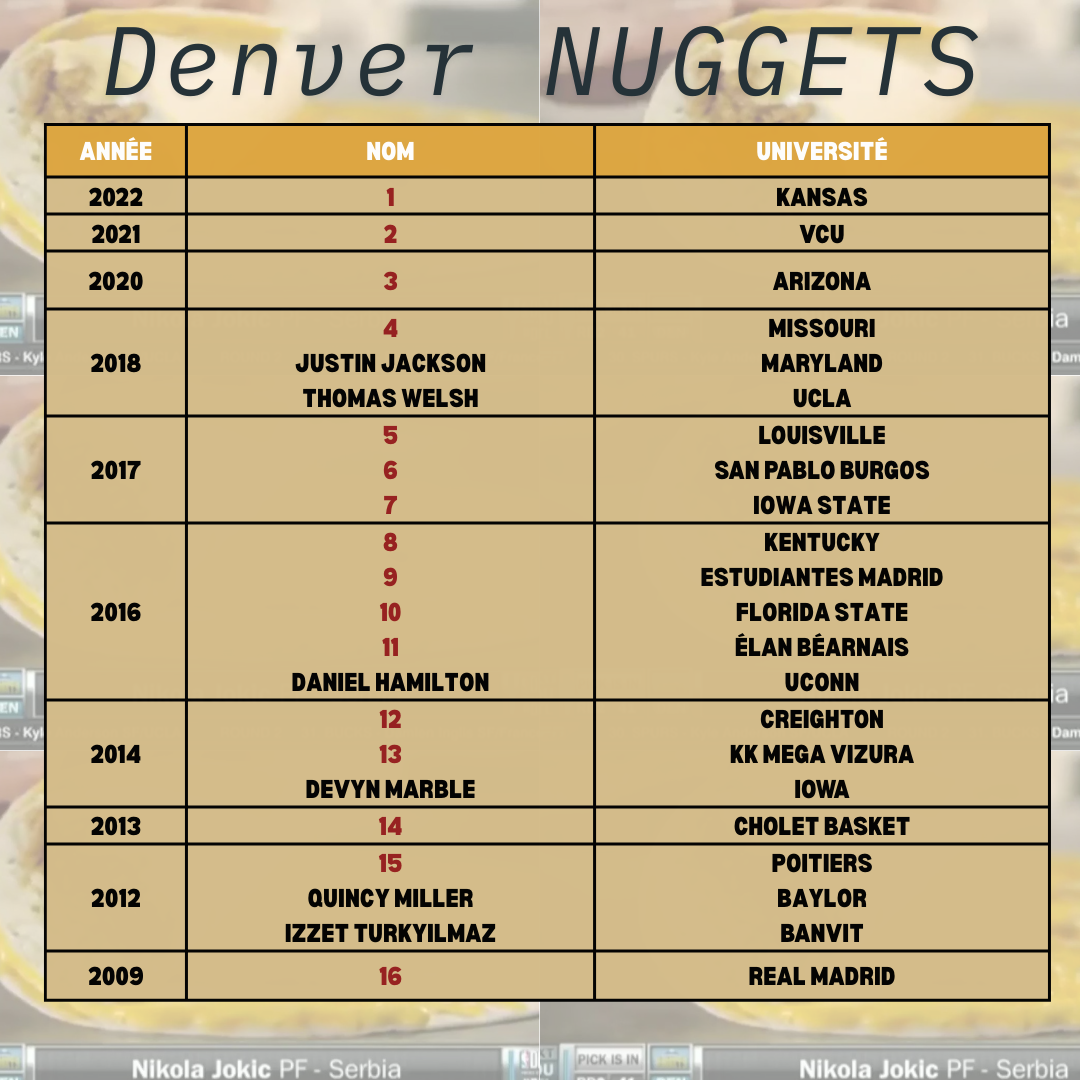 Denver NUGGETS
ANNÉE NOM UNIVERSITÉ
2022 1 KANSAS
2021 2 VCU
2020 3 ARIZONA
2018 4 MISSOURI
JUSTIN JACKSON MARYLAND
THOMAS WELSH UCLA
2017 5 LOUISVILLE
6 SAN PABLO BURGOS
7 IOWA STATE
2016 8 KENTUCKY
9 ESTUDIANTES MADRID
10 FLORIDA STATE
11 ÉLAN BÉARNAIS
DANIEL HAMILTON UCONN
2014 12 CREIGHTON
13 KK MEGA VIZURA
DEVYN MARBLE IOWA
2013 14 CHOLET BASKET
2012 15 POITIERS
QUINCY MILLER BAYLOR
IZZET TURKYILMAZ BANVIT
2009 16 REAL MADRID
PICK IS IN
Nikola Jokic PF - Serbia Nikola Jokic PF - Serbia